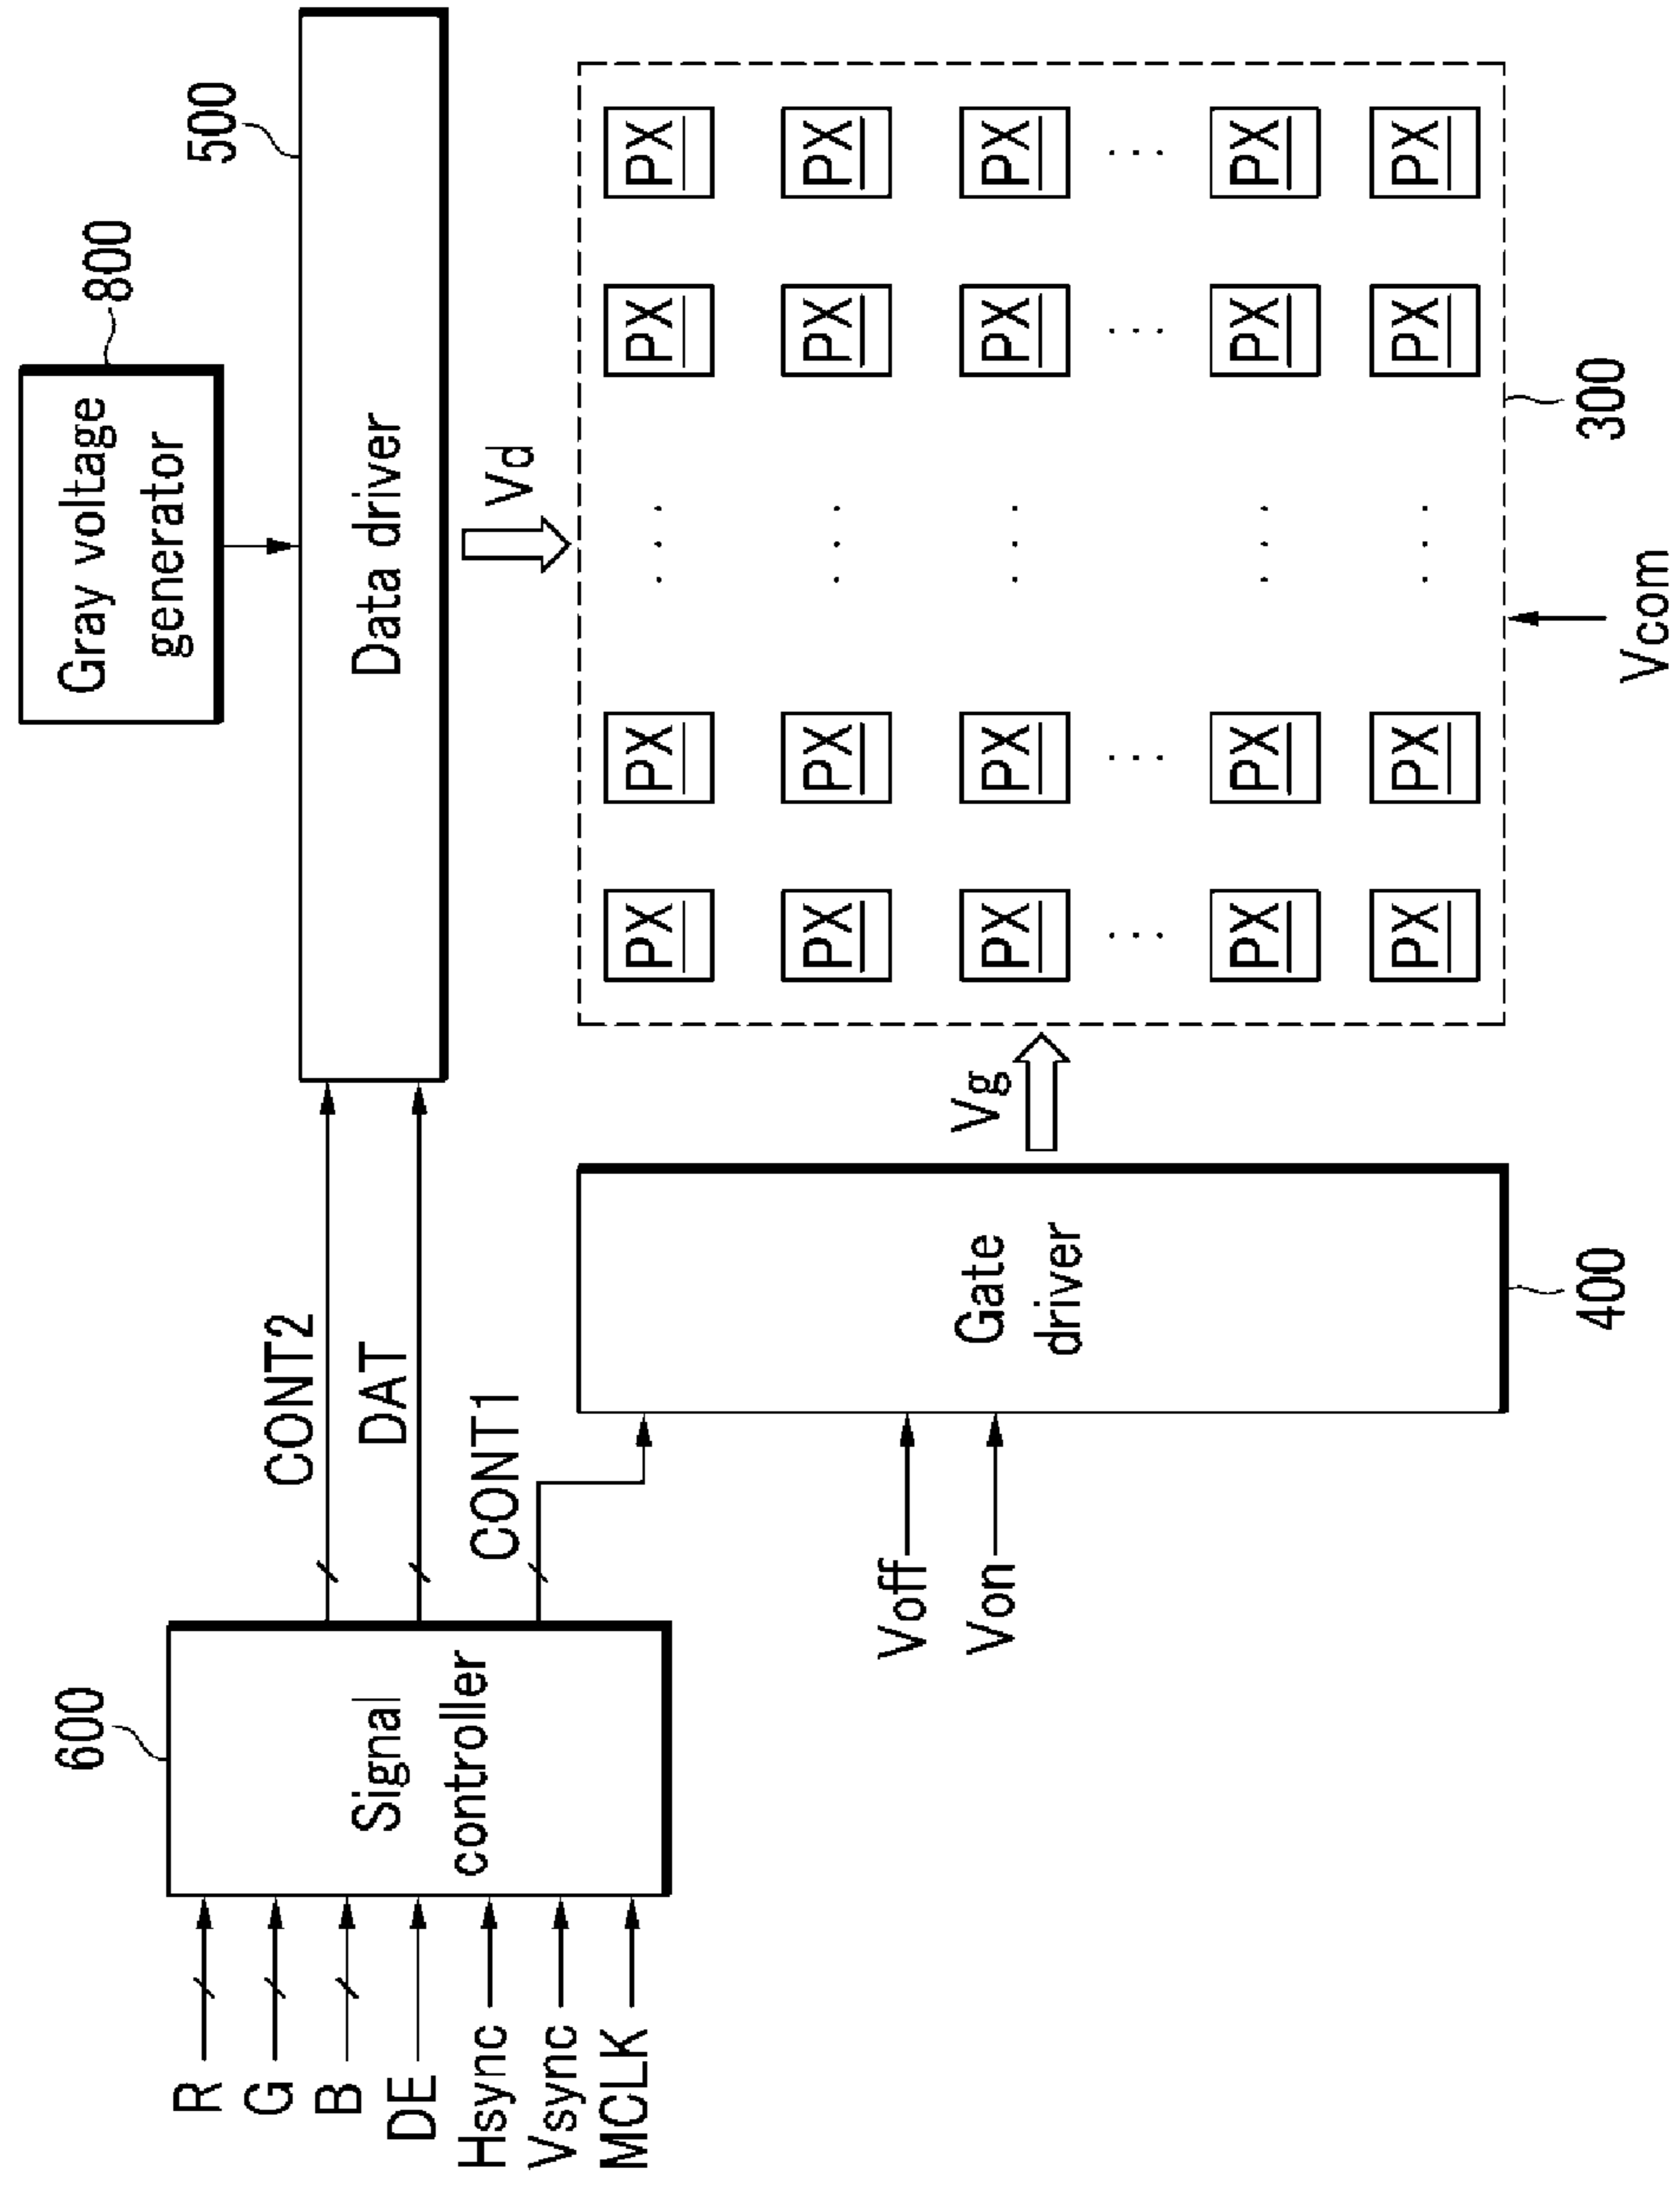 Gray voltage
generator
800
500
Data driver
600
Signal
controller
R
G
B
DE
Hsync
Vsync
MCLK
CONT2
DAT
CONT1
Vd
Voff
Von
Gate
driver
400
Vg
PX PX PX PX
PX PX PX PX
PX PX PX PX
PX PX PX PX
PX PX PX PX
300
Vcom